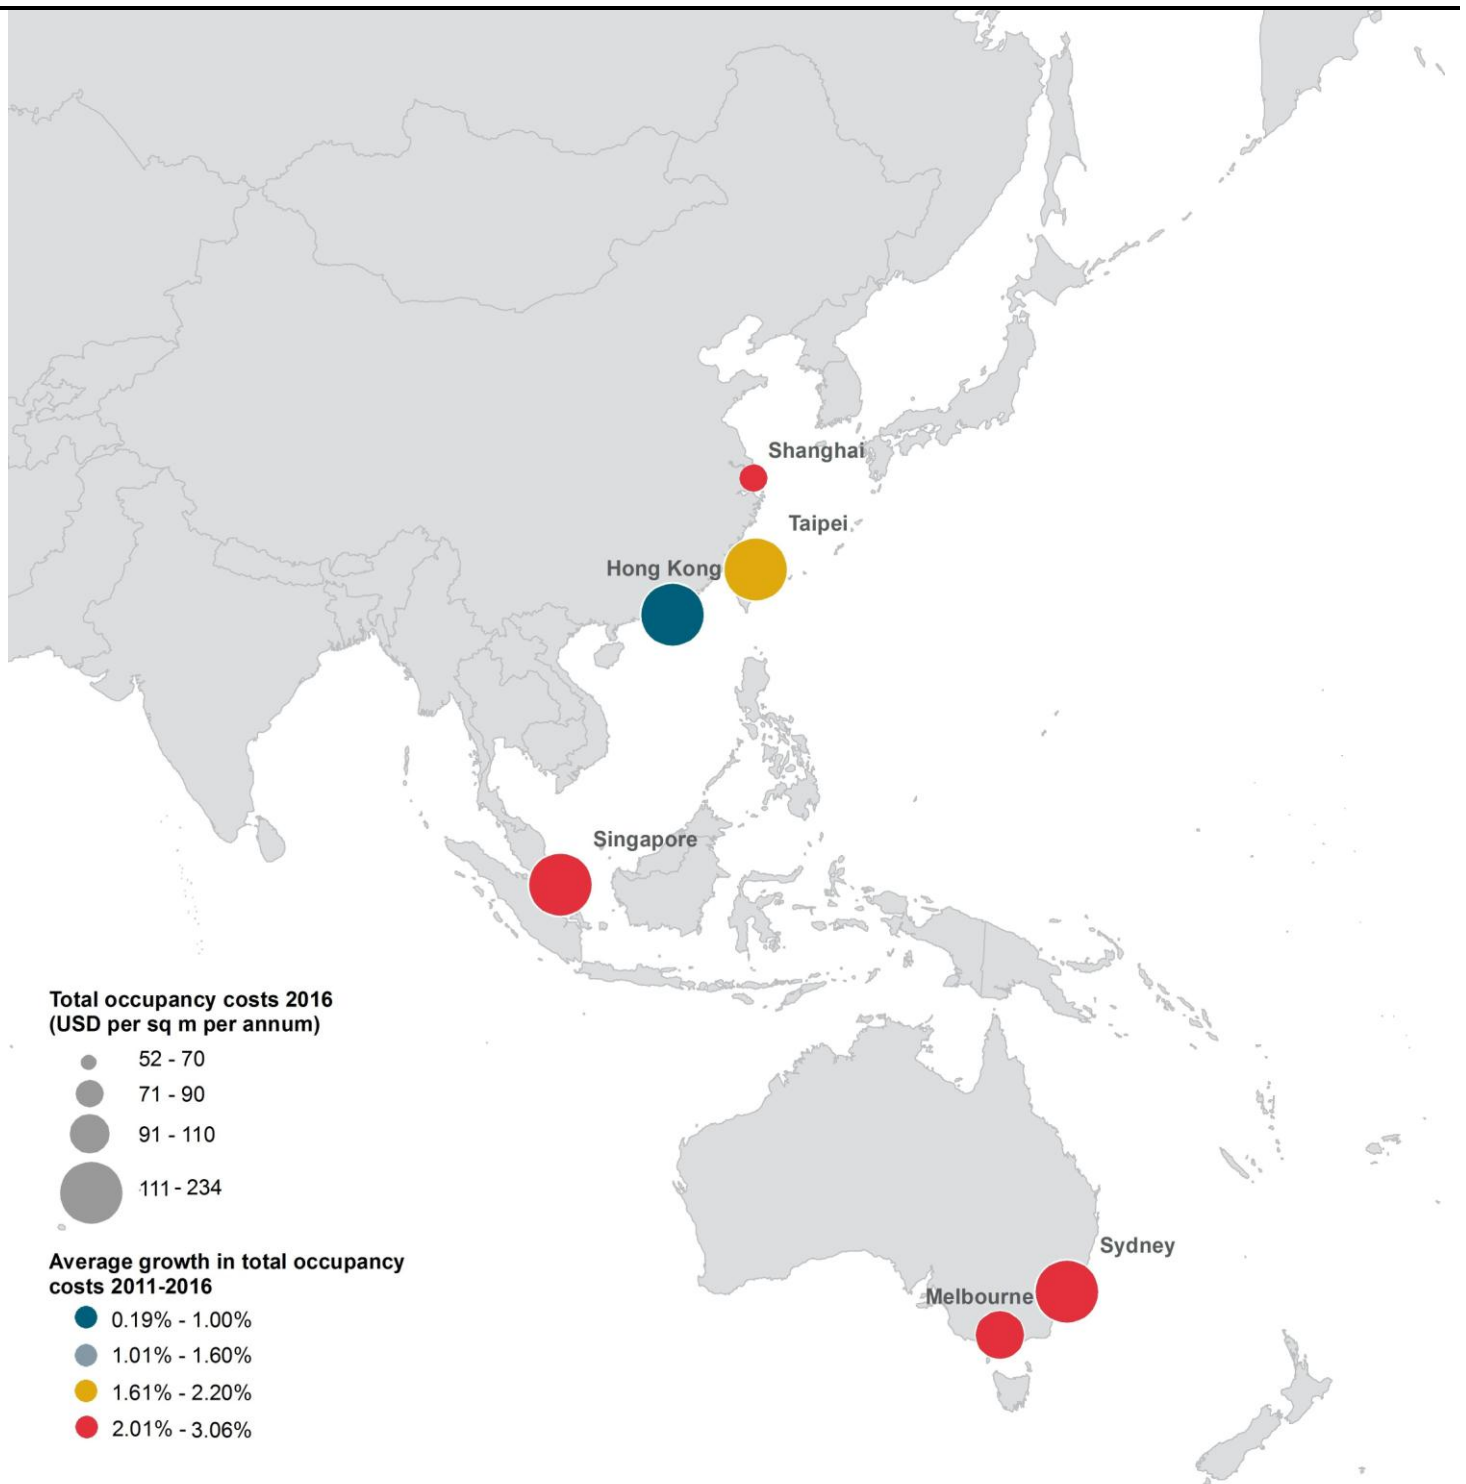 Shanghai
Taipei
Hong Kong
Singapore
Total occupancy costs 2016
(USD per sq m per annum)
52 - 70
71 - 90
91 - 110
111 - 234
Sydney
Average growth in total occupancy
costs 2011-2016
Melbourne
0.19% - 1.00%
1.01% - 1.60%
1.61% - 2.20%
2.01% - 3.06%